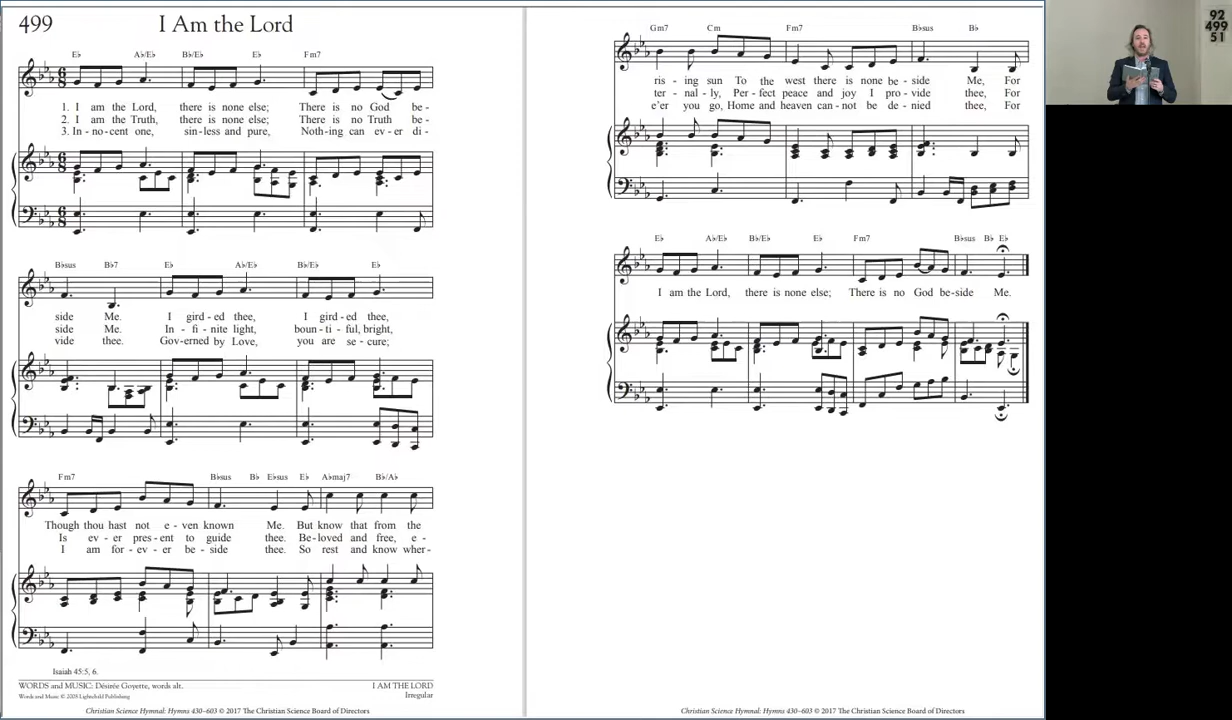 499 I Am the Lord
E♭ A♭/E♭ B♭/E♭ E♭ Fm7
1. I am the Lord, there is none else; There is no God be-
2. I am the Truth, there is none else; There is no Truth be-
3. In-no-cent one, sin-less and pure, Noth-ing can ev-er di-
B♭sus B♭7 E♭ A♭/E♭ B♭/E♭ E♭
side Me. I gird-ed thee, I gird-ed thee,
side Me. In-fi-nite light, boun-ti-ful, bright,
vide thee. Gov-erned by Love, you are se-cure;
Fm7 B♭sus B♭ E♭sus E♭ A♭maj7 B♭/A♭
Though thou hast not e-ven known Me. But know that from the
Is ev-er pres-ent to guide thee. Be-loved and free, e-
I am for-ev-er be-side thee. So rest and know wher-
Isaiah 45:5, 6.
WORDS and MUSIC: Désirée Goyette, words alt. I AM THE LORD
Words and Music © 2003 Lightchild Publishing Irregular
Christian Science Hymnal: Hymns 430–603 © 2017 The Christian Science Board of Directors
Gm7 Cm Fm7 B♭sus B♭
ris-ing sun To the west there is none be-side Me, For
ter-nal-ly, Per-fect peace and joy I pro-vide thee, For
e'er you go, Home and heaven can-not be de-nied thee, For
E♭ A♭/E♭ B♭/E♭ E♭ Fm7 B♭sus B♭ E♭
I am the Lord, there is none else; There is no God be-side Me.
Christian Science Hymnal: Hymns 430–603 © 2017 The Christian Science Board of Directors
92
499
51